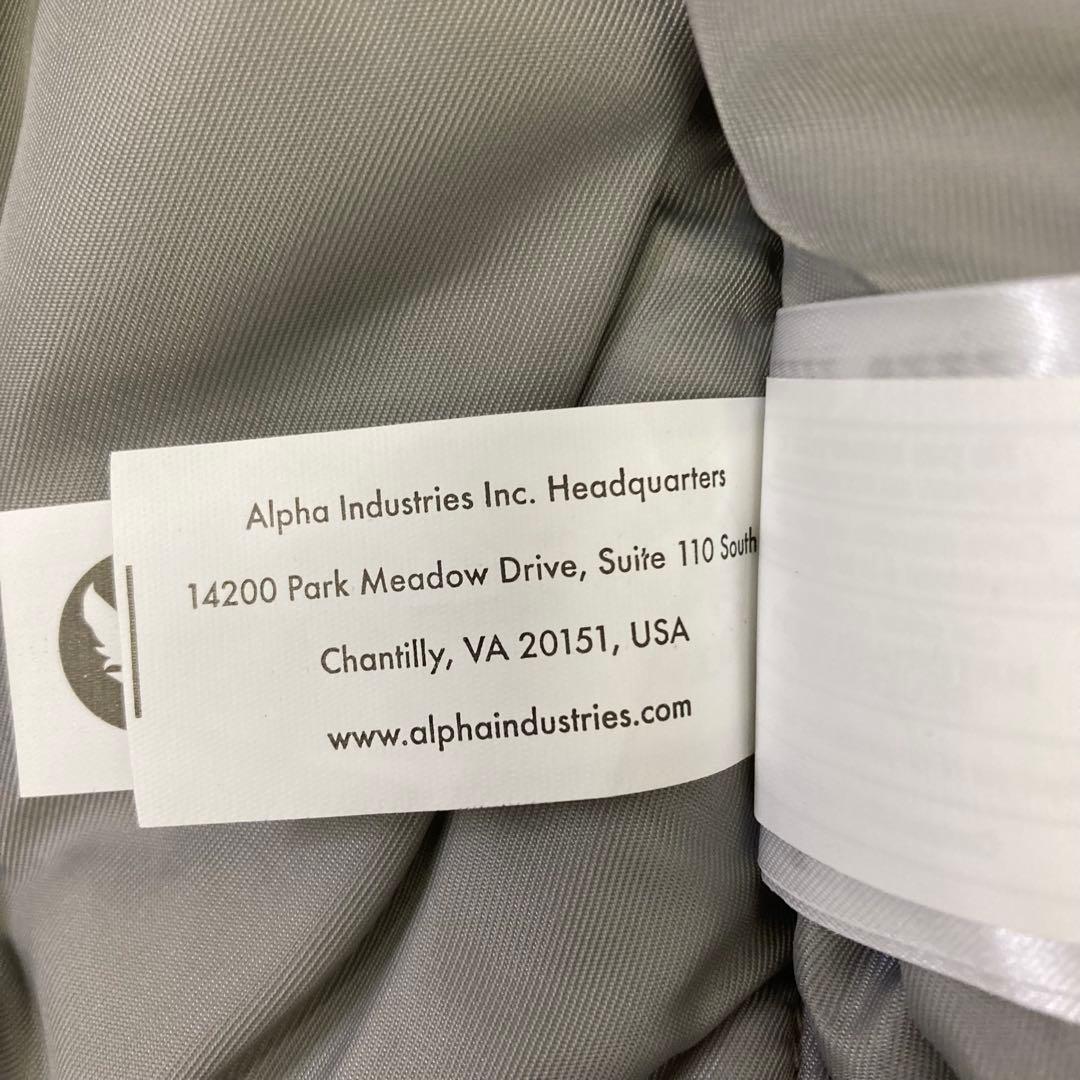 Alpha Industries Inc. Headquarters
14200 Park Meadow Drive, Suite 110 South
Chantilly, VA 20151, USA
www.alphaindustries.com